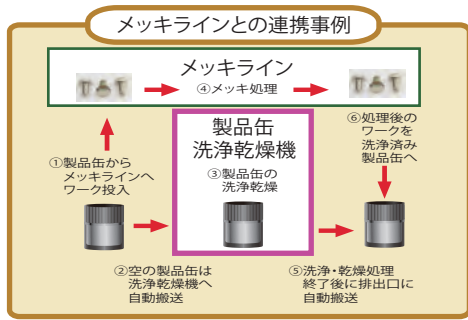 メッキラインとの連携事例
メッキライン
④メッキ処理
①製品缶から
メッキラインへ
ワーク投入
製品缶
洗浄乾燥機
③製品缶の
洗浄乾燥
⑥処理後の
ワークを
洗浄済み
製品缶へ
②空の製品缶は
洗浄乾燥機へ
自動搬送
⑤洗浄・乾燥処理
終了後に排出口に
自動搬送